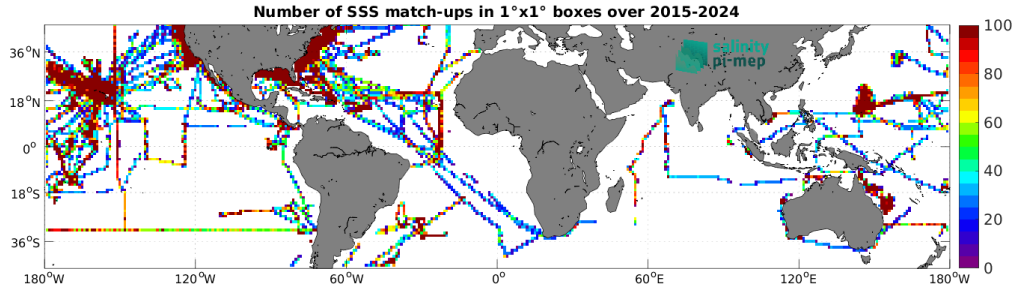 Number of SSS match-ups in 1°x1° boxes over 2015-2024
36°N
18°N
0°
18°S
36°S
180°W
120°W
60°W
0°
60°E
120°E
180°W
salinity
pi-mep
100
80
60
40
20
0